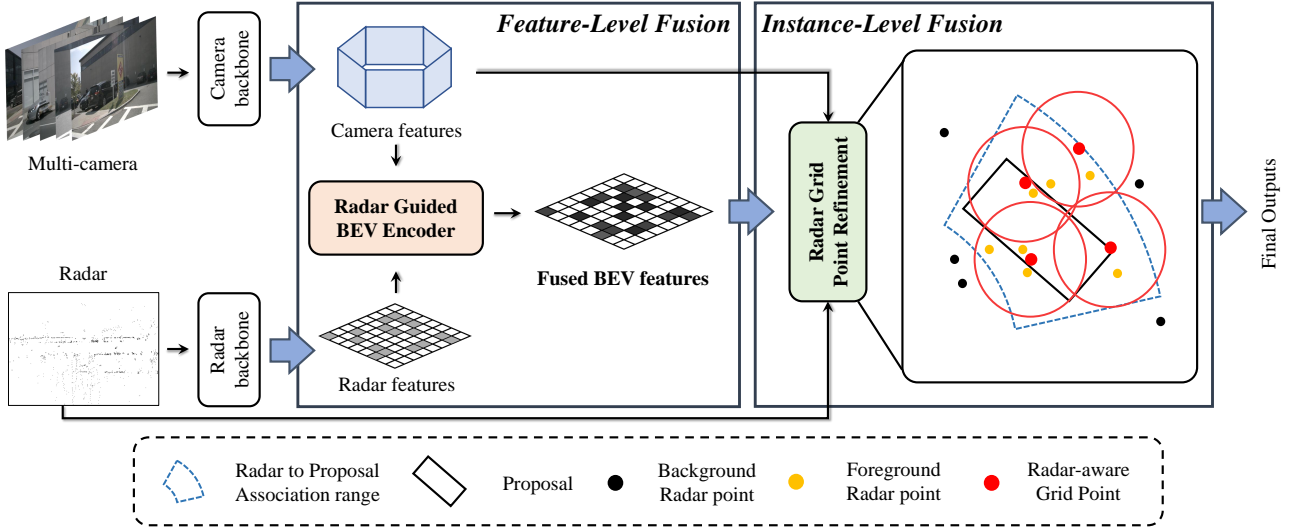 Feature-Level Fusion
Instance-Level Fusion
Camera
backbone
Multi-camera
Camera features
Radar Guided
BEV Encoder
Fused BEV features
Radar Grid
Point Refinement
Final Outputs
Radar
Radar
backbone
Radar features
Radar to Proposal
Association range
Proposal
Background
Radar point
Foreground
Radar point
Radar-aware
Grid Point